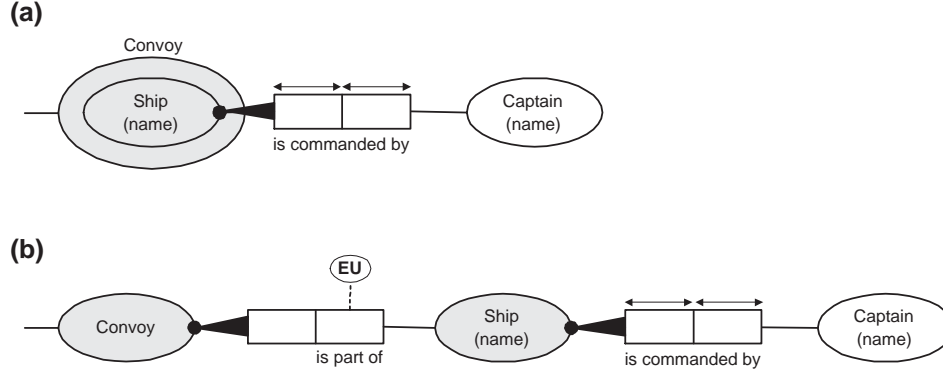 (a)
Convoy
Ship
(name)
Captain
(name)
is commanded by
(b)
EU
Convoy
Ship
(name)
Captain
(name)
is part of
is commanded by